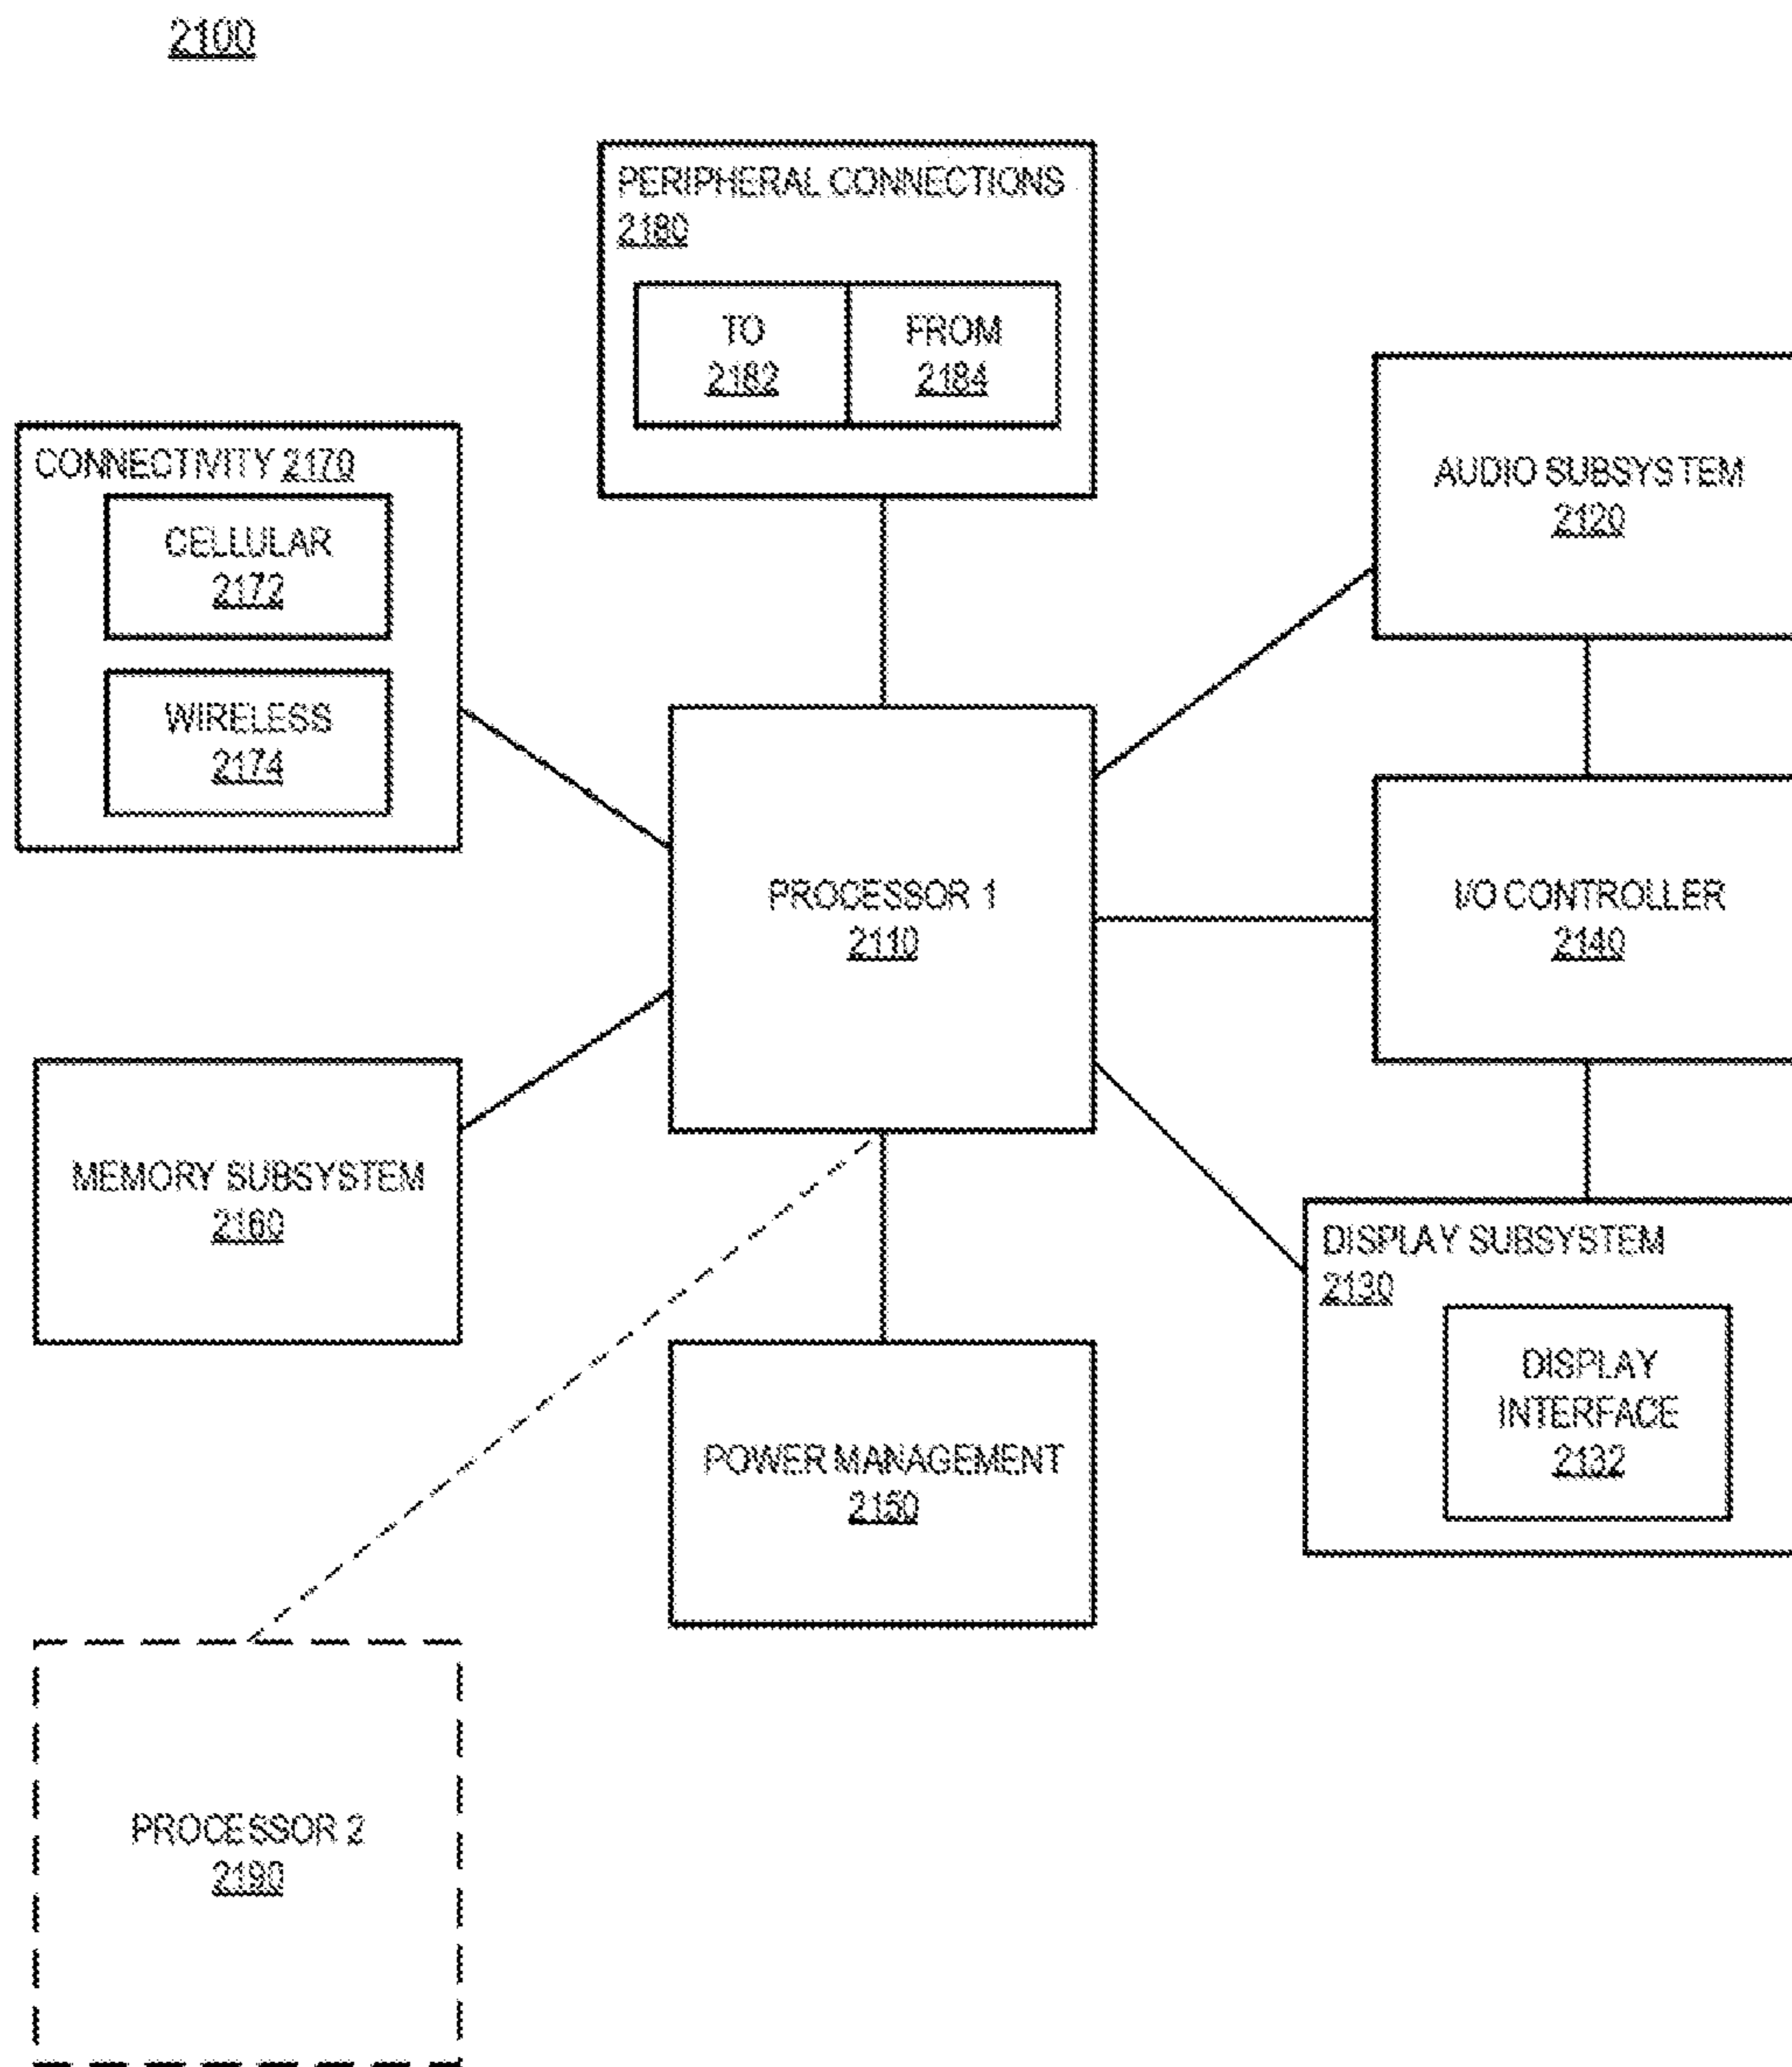 2100
PERIPHERAL CONNECTIONS
2180
TO
2182
FROM
2184
AUDIO SUBSYSTEM
2120
CONNECTIVITY 2170
CELLULAR
2172
WIRELESS
2174
PROCESSOR 1
2110
I/O CONTROLLER
2140
MEMORY SUBSYSTEM
2160
DISPLAY SUBSYSTEM
2130
DISPLAY
INTERFACE
2132
POWER MANAGEMENT
2150
PROCESSOR 2
2190